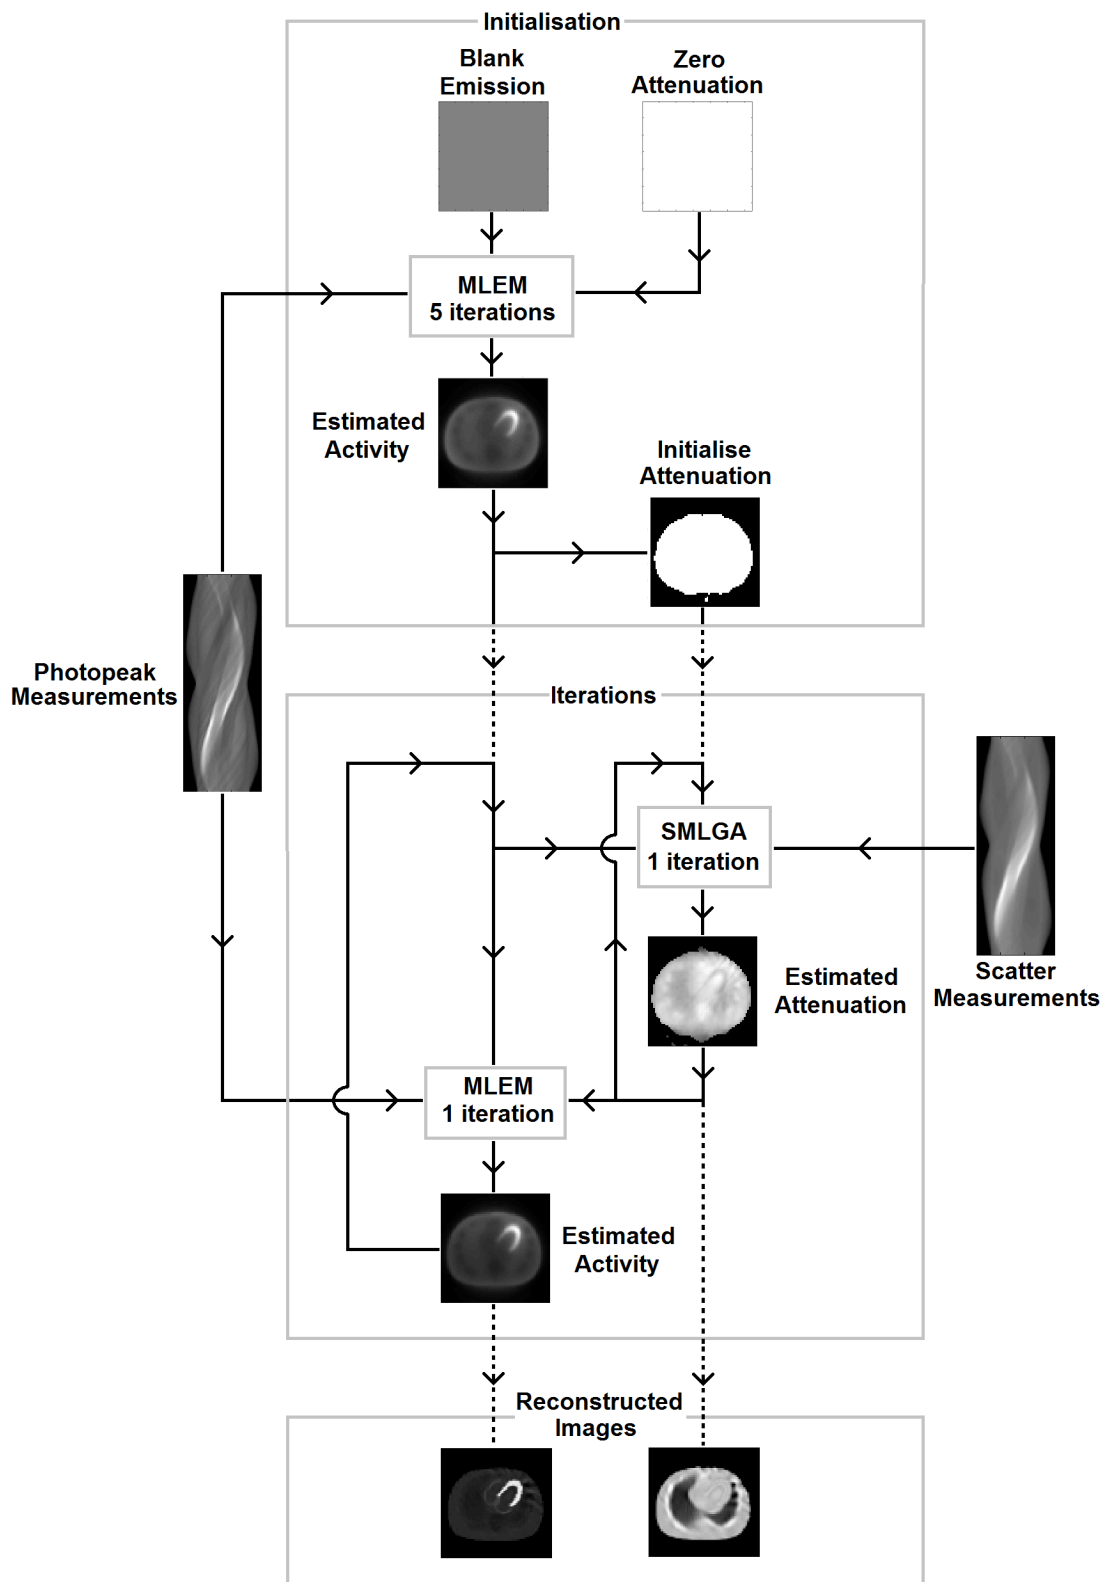 Initialisation
Blank
Emission
Zero
Attenuation
MLEM
5 iterations
Estimated
Activity
Initialise
Attenuation
Photopeak
Measurements
Iterations
SMLGA
1 iteration
Estimated
Attenuation
Scatter
Measurements
MLEM
1 iteration
Estimated
Activity
Reconstructed
Images